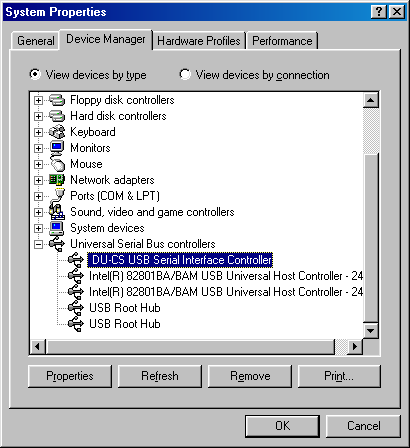 System Properties
General Device Manager Hardware Profiles Performance
View devices by type View devices by connection
Floppy disk controllers
Hard disk controllers
Keyboard
Monitors
Mouse
Network adapters
Ports (COM & LPT)
Sound, video and game controllers
System devices
Universal Serial Bus controllers
DU-CS USB Serial Interface Controller
Intel(R) 82801BA/BAM USB Universal Host Controller - 24
Intel(R) 82801BA/BAM USB Universal Host Controller - 24
USB Root Hub
USB Root Hub
Properties Refresh Remove Print...
OK Cancel